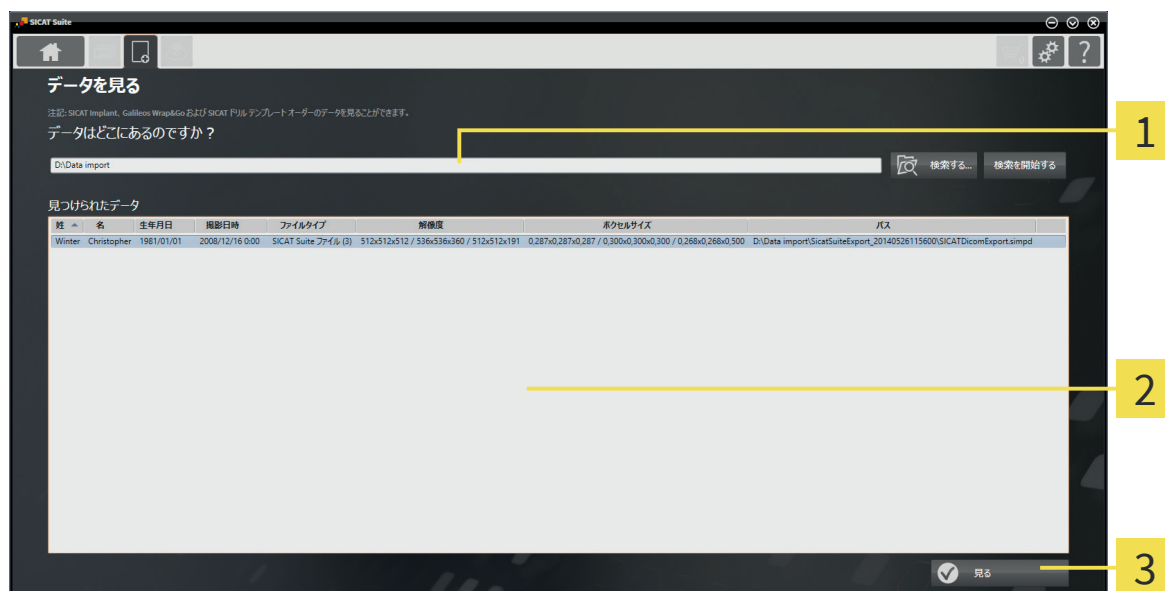 SICAT Suite
?
データを見る
注記: SICAT Implant、Galileos Wrap&Go および SICAT ドリル テンプレート オーダーのデータを見ることができます。
データはどこにあるのですか?
1
D:\Data import 検索する... 検索を開始する
見つけられたデータ
姓 名 生年月日 撮影日時 ファイルタイプ 解像度 ボクセルサイズ パス
Winter Christopher 1981/01/01 2008/12/16 0:00 SICAT Suite ファイル (3) 512x512x512 / 536x536x360 / 512x512x191 0,287x0,287x0,287 / 0,300x0,300x0,300 / 0,268x0,268x0,500 D:\Data import\SicatSuiteExport_20140526115600\SICATDicomExport.simpd
2
見る
3